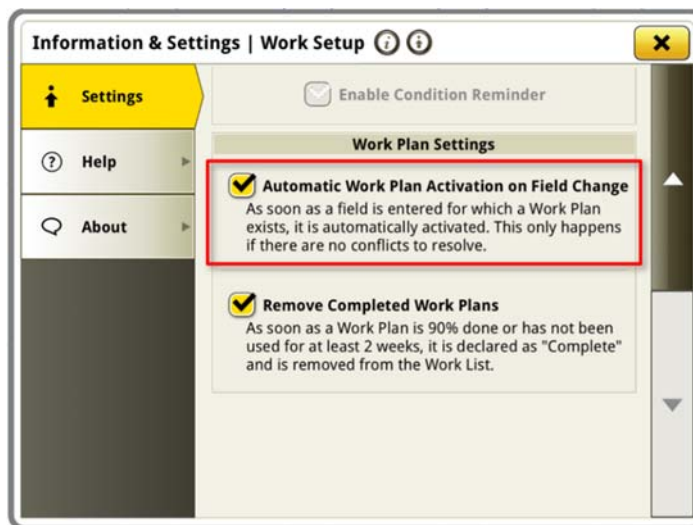 Information & Settings | Work Setup
Settings
Help
About
Enable Condition Reminder
Work Plan Settings
Automatic Work Plan Activation on Field Change
As soon as a field is entered for which a Work Plan
exists, it is automatically activated. This only happens
if there are no conflicts to resolve.
Remove Completed Work Plans
As soon as a Work Plan is 90% done or has not been
used for at least 2 weeks, it is declared as "Complete"
and is removed from the Work List.